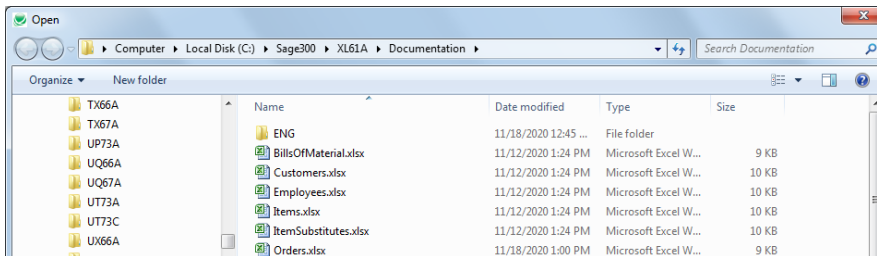 Open
Computer Local Disk (C:) Sage300 XL61A Documentation Search Documentation
Organize New folder
TX66A
TX67A
UP73A
UQ66A
UQ67A
UT73A
UT73C
UX66A
Name Date modified Type Size
ENG 11/18/2020 12:45 ... File folder
BillsOfMaterial.xlsx 11/12/2020 1:24 PM Microsoft Excel W... 9 KB
Customers.xlsx 11/12/2020 1:24 PM Microsoft Excel W... 10 KB
Employees.xlsx 11/12/2020 1:24 PM Microsoft Excel W... 10 KB
Items.xlsx 11/12/2020 1:24 PM Microsoft Excel W... 10 KB
ItemSubstitutes.xlsx 11/12/2020 1:24 PM Microsoft Excel W... 10 KB
Orders.xlsx 11/18/2020 1:00 PM Microsoft Excel W... 9 KB